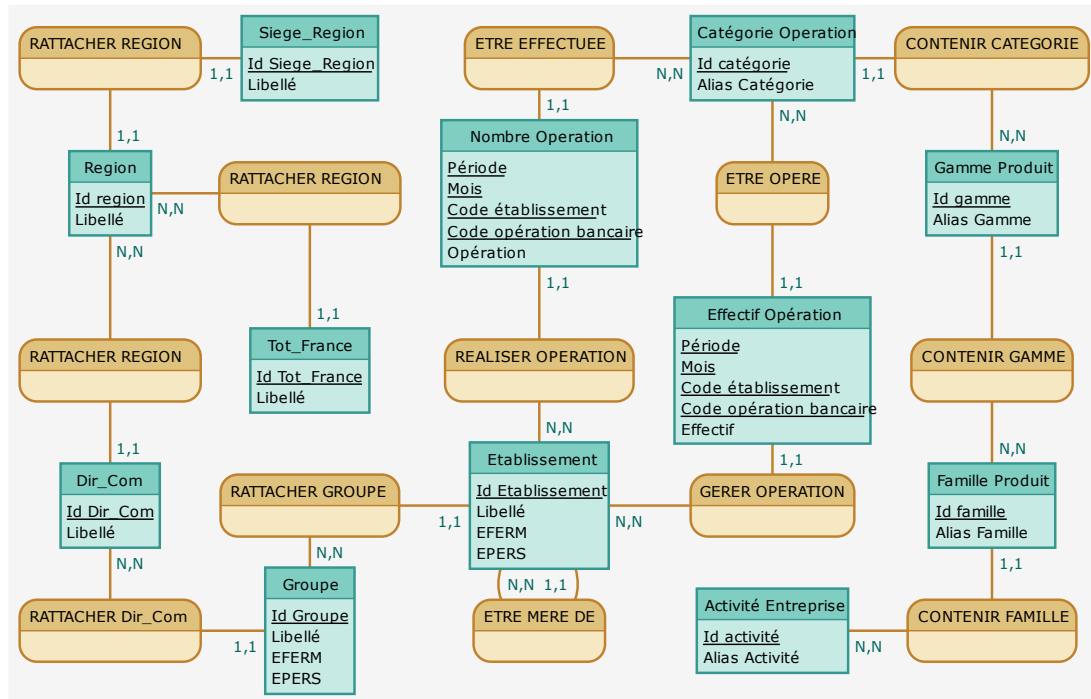 RATTACHER REGION
Siege_Region
Id Siege_Region
Libellé
1,1
1,1
ETRE EFFECTUEE
Catégorie Operation
Id catégorie
Alias Catégorie
CONTENIR CATEGORIE
N,N
1,1
1,1
N,N
N,N
Region
Id region
Libellé
N,N
N,N
RATTACHER REGION
Nombre Operation
Période
Mois
Code établissement
Code opération bancaire
Opération
1,1
ETRE OPERE
Gamme Produit
Id gamme
Alias Gamme
1,1
1,1
1,1
RATTACHER REGION
Tot_France
Id Tot_France
Libellé
REALISER OPERATION
Effectif Opération
Période
Mois
Code établissement
Code opération bancaire
Effectif
CONTENIR GAMME
1,1
N,N
1,1
N,N
Dir_Com
Id Dir_Com
Libellé
N,N
RATTACHER GROUPE
1,1
N,N
Etablissement
Id Etablissement
Libellé
EFERM
EPERS
N,N
GERER OPERATION
Famille Produit
Id famille
Alias Famille
1,1
N,N
1,1
RATTACHER Dir_Com
1,1
Groupe
Id Groupe
Libellé
EFERM
EPERS
ETRE MERE DE
Activité Entreprise
Id activité
Alias Activité
N,N
CONTENIR FAMILLE